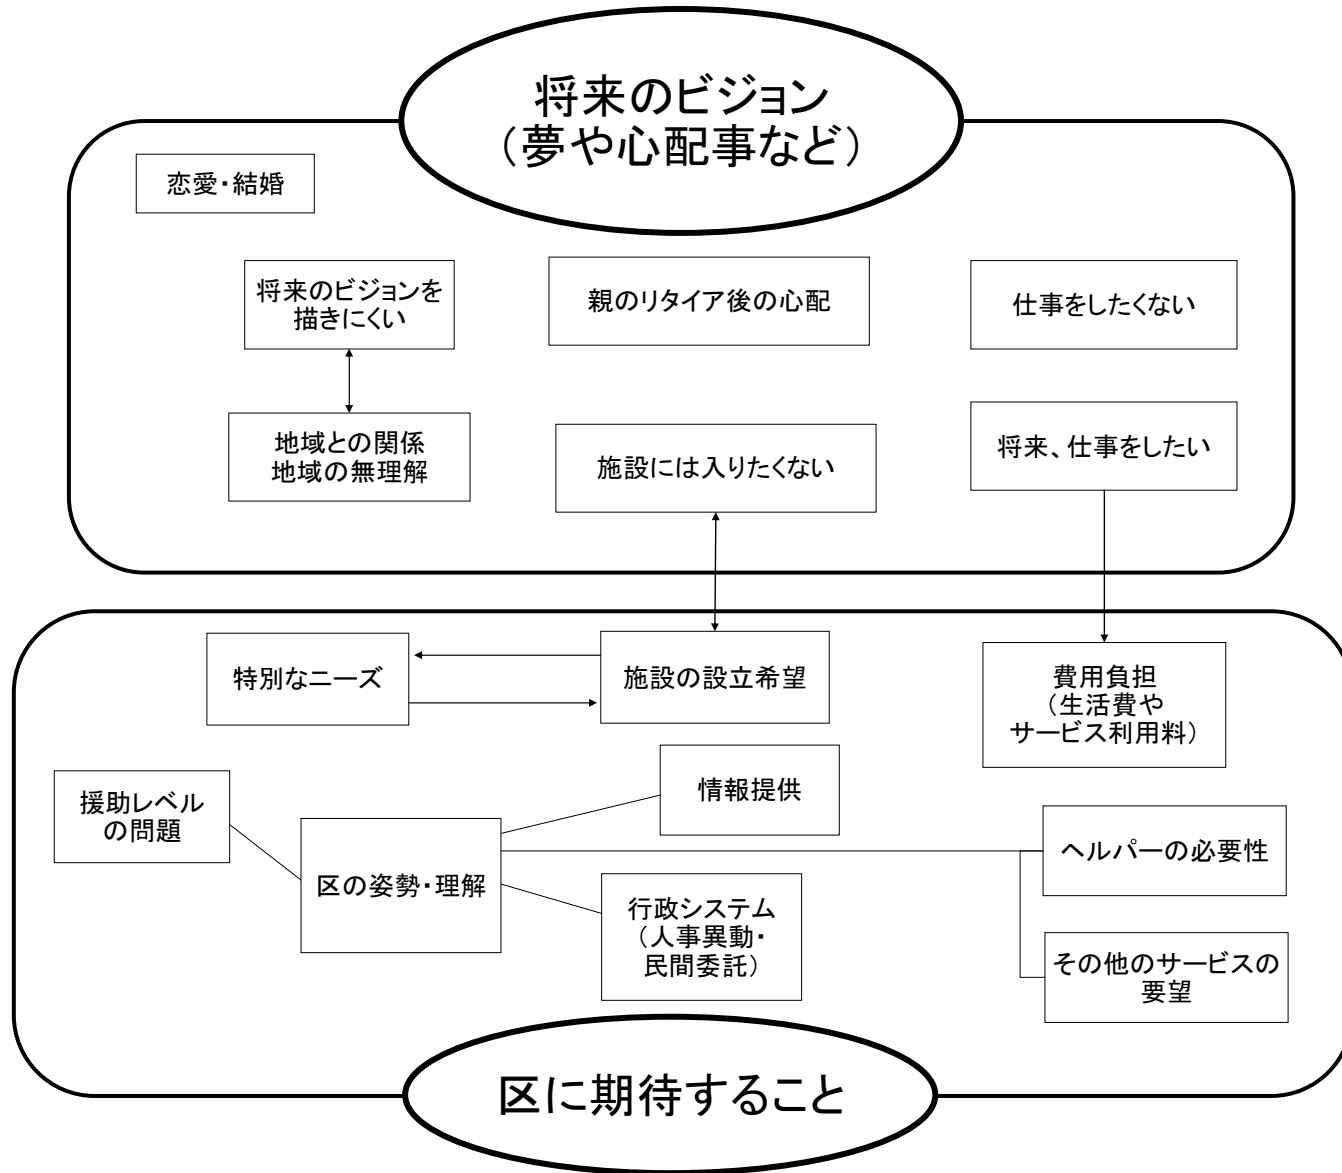 将来のビジョン
（夢や心配事など）
恋愛・結婚
将来のビジョンを
描きにくい
親のリタイア後の心配
仕事をしたくない
地域との関係
地域の無理解
施設には入りたくない
将来、仕事をしたい
特別なニーズ
施設の設立希望
費用負担
（生活費や
サービス利用料）
援助レベル
の問題
区の姿勢・理解
情報提供
行政システム
（人事異動・
民間委託）
ヘルパーの必要性
その他のサービスの
要望
区に期待すること